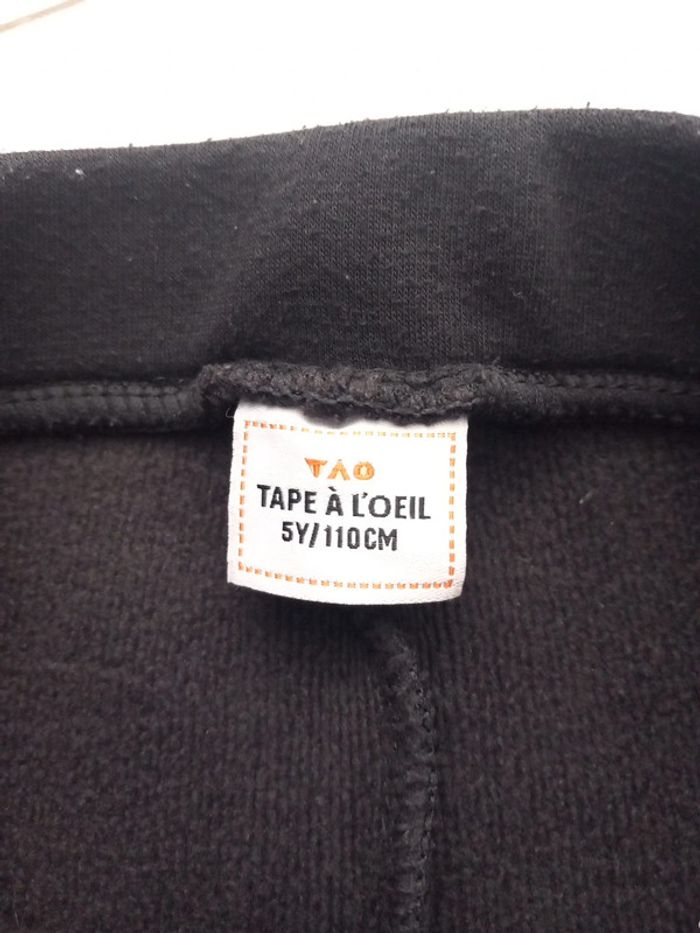 TAO
TAPE À L'OEIL
5Y/110CM